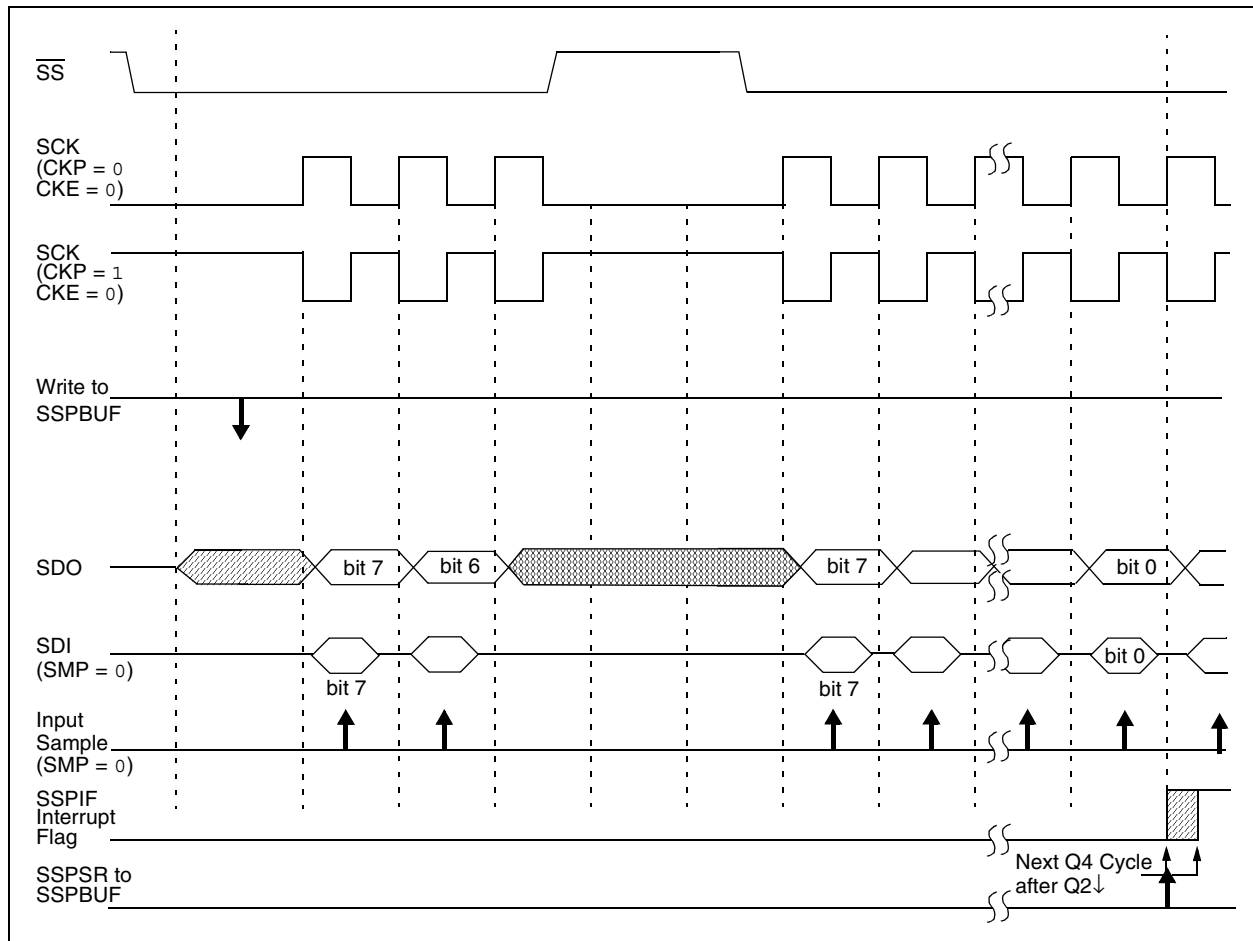 SS
SCK
(CKP = 0
CKE = 0)
SCK
(CKP = 1
CKE = 0)
Write to
SSPBUF
SDO
bit 7
bit 6
bit 7
bit 0
SDI
(SMP = 0)
bit 7
bit 7
bit 0
Input
Sample
(SMP = 0)
SSPIF
Interrupt
Flag
SSPSR to
SSPBUF
Next Q4 Cycle
after Q2↓